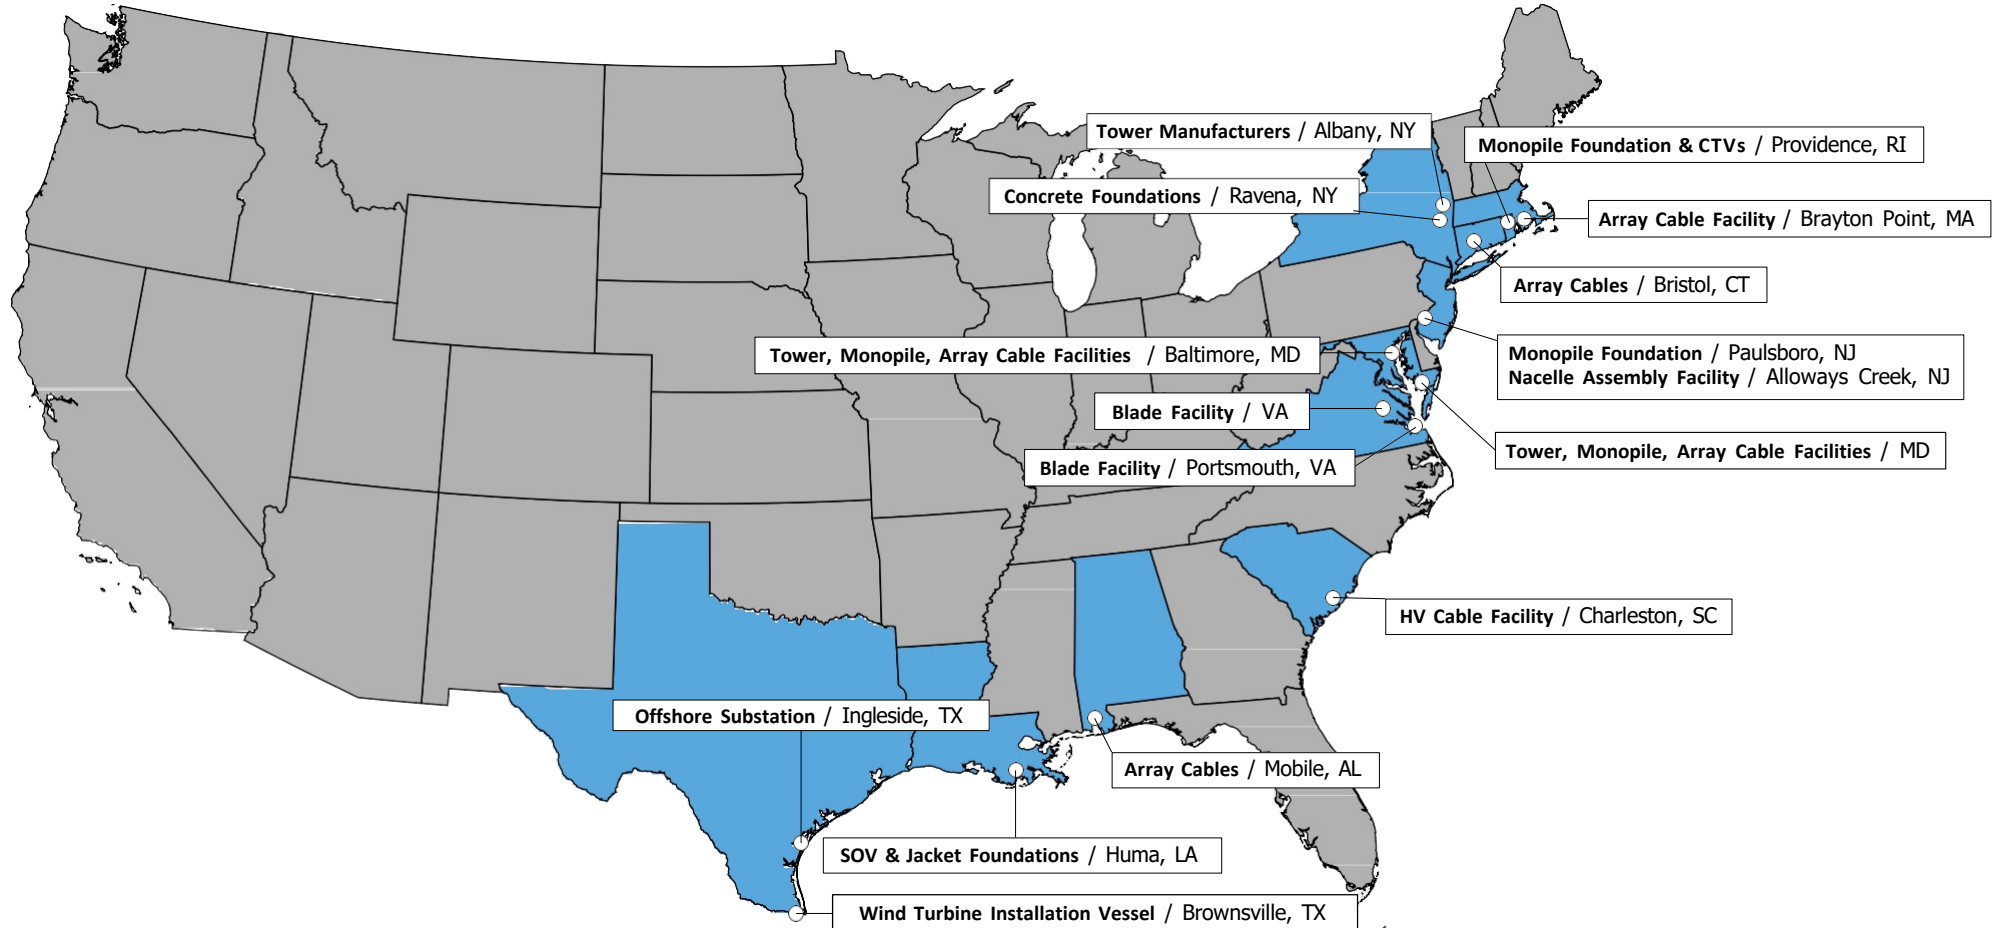 Tower Manufacturers / Albany, NY
Monopile Foundation & CTVs / Providence, RI
Concrete Foundations / Ravena, NY
Array Cable Facility / Brayton Point, MA
Array Cables / Bristol, CT
Tower, Monopile, Array Cable Facilities / Baltimore, MD
Monopile Foundation / Paulsboro, NJ
Nacelle Assembly Facility / Alloways Creek, NJ
Blade Facility / VA
Tower, Monopile, Array Cable Facilities / MD
Blade Facility / Portsmouth, VA
HV Cable Facility / Charleston, SC
Offshore Substation / Ingleside, TX
Array Cables / Mobile, AL
SOV & Jacket Foundations / Huma, LA
Wind Turbine Installation Vessel / Brownsville, TX